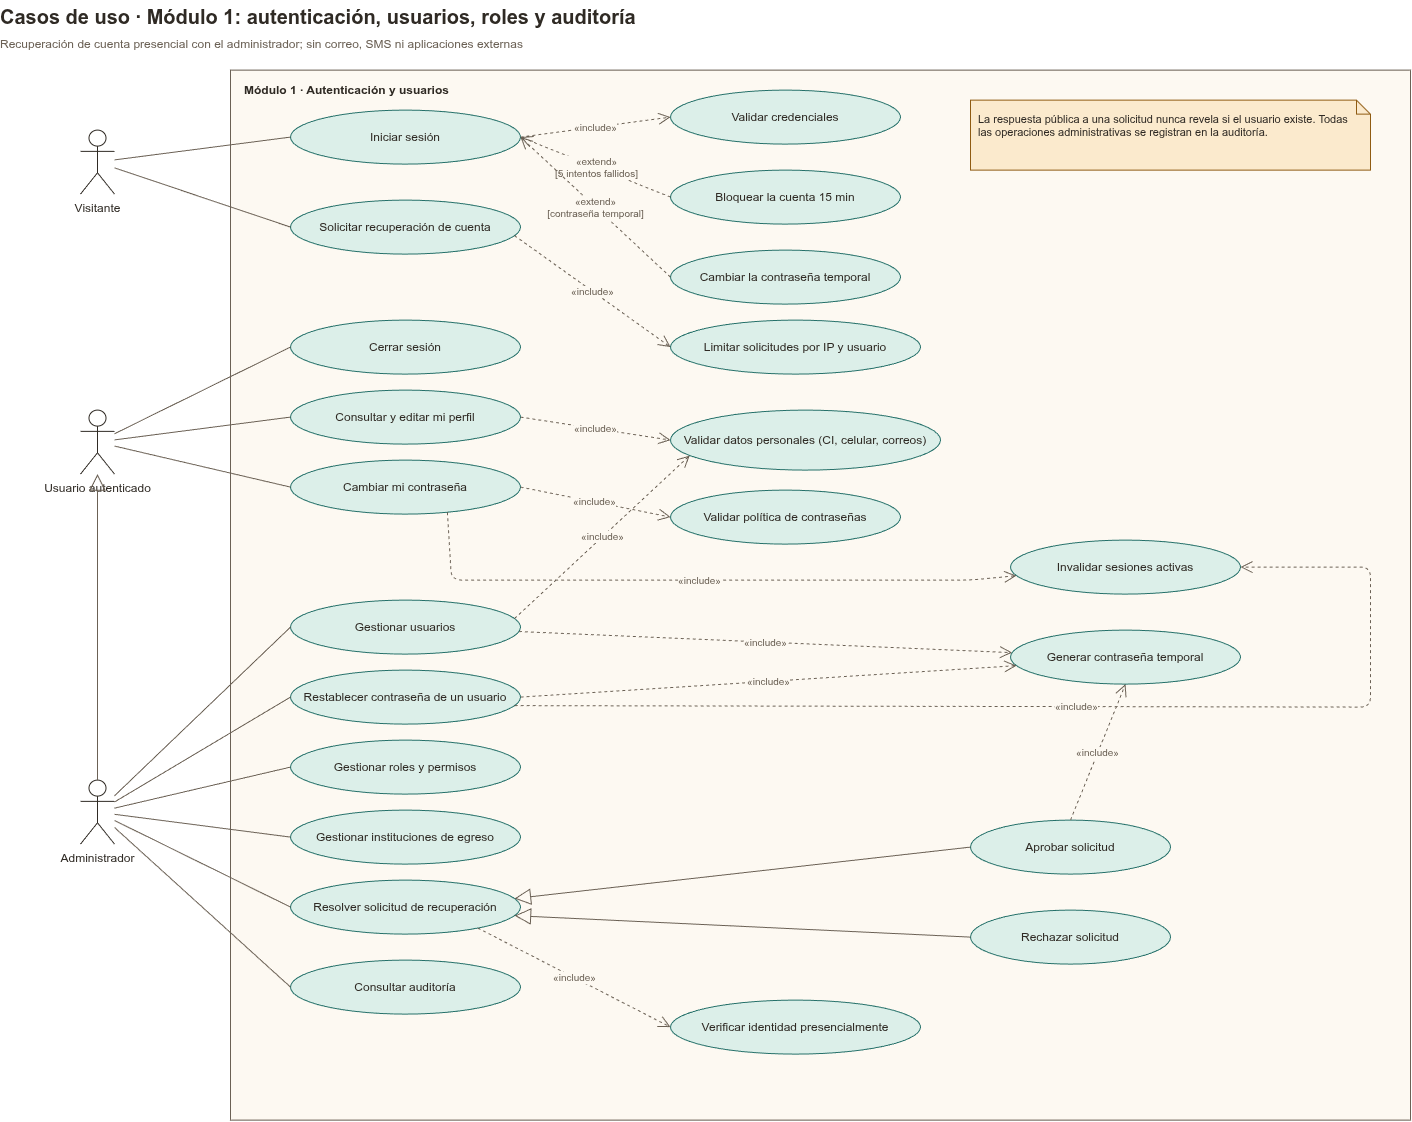 Casos de uso · Módulo 1: autenticación, usuarios, roles y auditoría
Recuperación de cuenta presencial con el administrador; sin correo, SMS ni aplicaciones externas
Módulo 1 · Autenticación y usuarios
La respuesta pública a una solicitud nunca revela si el usuario existe. Todas
las operaciones administrativas se registran en la auditoría.
Visitante
Iniciar sesión
«include»
Validar credenciales
«extend»
[5 intentos fallidos]
Bloquear la cuenta 15 min
«extend»
[contraseña temporal]
Solicitar recuperación de cuenta
Cambiar la contraseña temporal
«include»
Limitar solicitudes por IP y usuario
Cerrar sesión
Usuario autenticado
Consultar y editar mi perfil
«include»
Validar datos personales (CI, celular, correos)
Cambiar mi contraseña
«include»
Validar política de contraseñas
«include»
«include»
Invalidar sesiones activas
Gestionar usuarios
«include»
Generar contraseña temporal
«include»
Restablecer contraseña de un usuario
«include»
«include»
Gestionar roles y permisos
Administrador
Gestionar instituciones de egreso
Aprobar solicitud
Resolver solicitud de recuperación
Rechazar solicitud
«include»
Consultar auditoría
Verificar identidad presencialmente